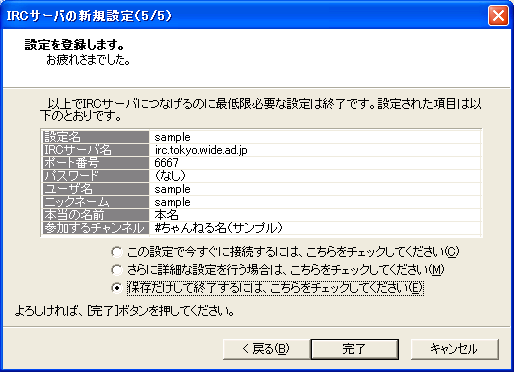 IRCサーバの新規設定(5/5)
設定を登録します。
お疲れさまでした。
以上でIRCサーバにつなげるのに最低限必要な設定は終了です。設定された項目は以
下のとおりです。
設定名 sample
IRCサーバ名 irc.tokyo.wide.ad.jp
ポート番号 6667
パスワード (なし)
ユーザ名 sample
ニックネーム sample
本当の名前 本名
参加するチャンネル #ちゃんねる名(サンプル)
この設定で今すぐに接続するには、こちらをチェックしてください(C)
さらに詳細な設定を行う場合は、こちらをチェックしてください(M)
保存だけして終了するには、こちらをチェックしてください(E)
よろしければ、[完了]ボタンを押してください。
< 戻る(B) 完了 キャンセル